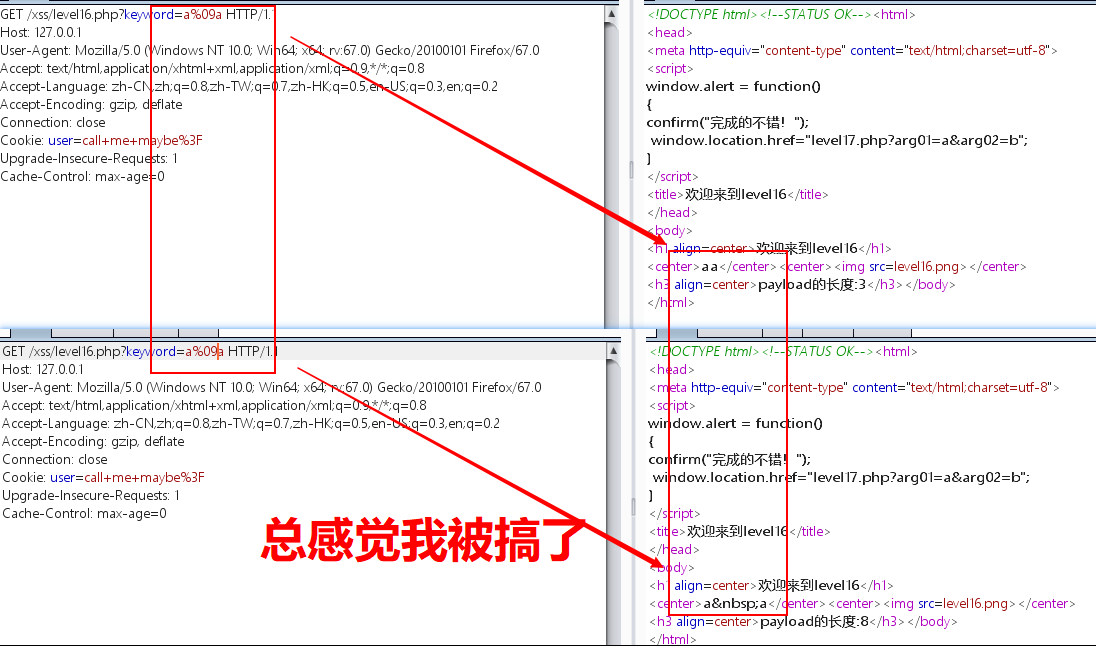 GET /xss/level16.php?keyword=a%09a HTTP/1.1
Host: 127.0.0.1
User-Agent: Mozilla/5.0 (Windows NT 10.0; Win64; x64; rv:67.0) Gecko/20100101 Firefox/67.0
Accept: text/html,application/xhtml+xml,application/xml;q=0.9,*/*;q=0.8
Accept-Language: zh-CN,zh;q=0.8,zh-TW;q=0.7,zh-HK;q=0.5,en-US;q=0.3,en;q=0.2
Accept-Encoding: gzip, deflate
Connection: close
Cookie: user=call+me+maybe%3F
Upgrade-Insecure-Requests: 1
Cache-Control: max-age=0
<!DOCTYPE html><!--STATUS OK--><html>
<head>
<meta http-equiv="content-type" content="text/html;charset=utf-8">
<script>
window.alert = function()
{
confirm("完成的不错！");
window.location.href="level17.php?arg01=a&arg02=b";
}
</script>
<title>欢迎来到level16</title>
</head>
<body>
<h1 align=center>欢迎来到level16</h1>
<center>aa</center><center><img src=level16.png></center>
<h3 align=center>payload的长度:3</h3></body>
</html>
GET /xss/level16.php?keyword=a%09a HTTP/1.1
Host: 127.0.0.1
User-Agent: Mozilla/5.0 (Windows NT 10.0; Win64; x64; rv:67.0) Gecko/20100101 Firefox/67.0
Accept: text/html,application/xhtml+xml,application/xml;q=0.9,*/*;q=0.8
Accept-Language: zh-CN,zh;q=0.8,zh-TW;q=0.7,zh-HK;q=0.5,en-US;q=0.3,en;q=0.2
Accept-Encoding: gzip, deflate
Connection: close
Cookie: user=call+me+maybe%3F
Upgrade-Insecure-Requests: 1
Cache-Control: max-age=0
总感觉我被搞了
<!DOCTYPE html><!--STATUS OK--><html>
<head>
<meta http-equiv="content-type" content="text/html;charset=utf-8">
<script>
window.alert = function()
{
confirm("完成的不错！");
window.location.href="level17.php?arg01=a&arg02=b";
}
</script>
<title>欢迎来到level16</title>
</head>
<body>
<h1 align=center>欢迎来到level16</h1>
<center>a&nbsp;a</center><center><img src=level16.png></center>
<h3 align=center>payload的长度:8</h3></body>
</html>